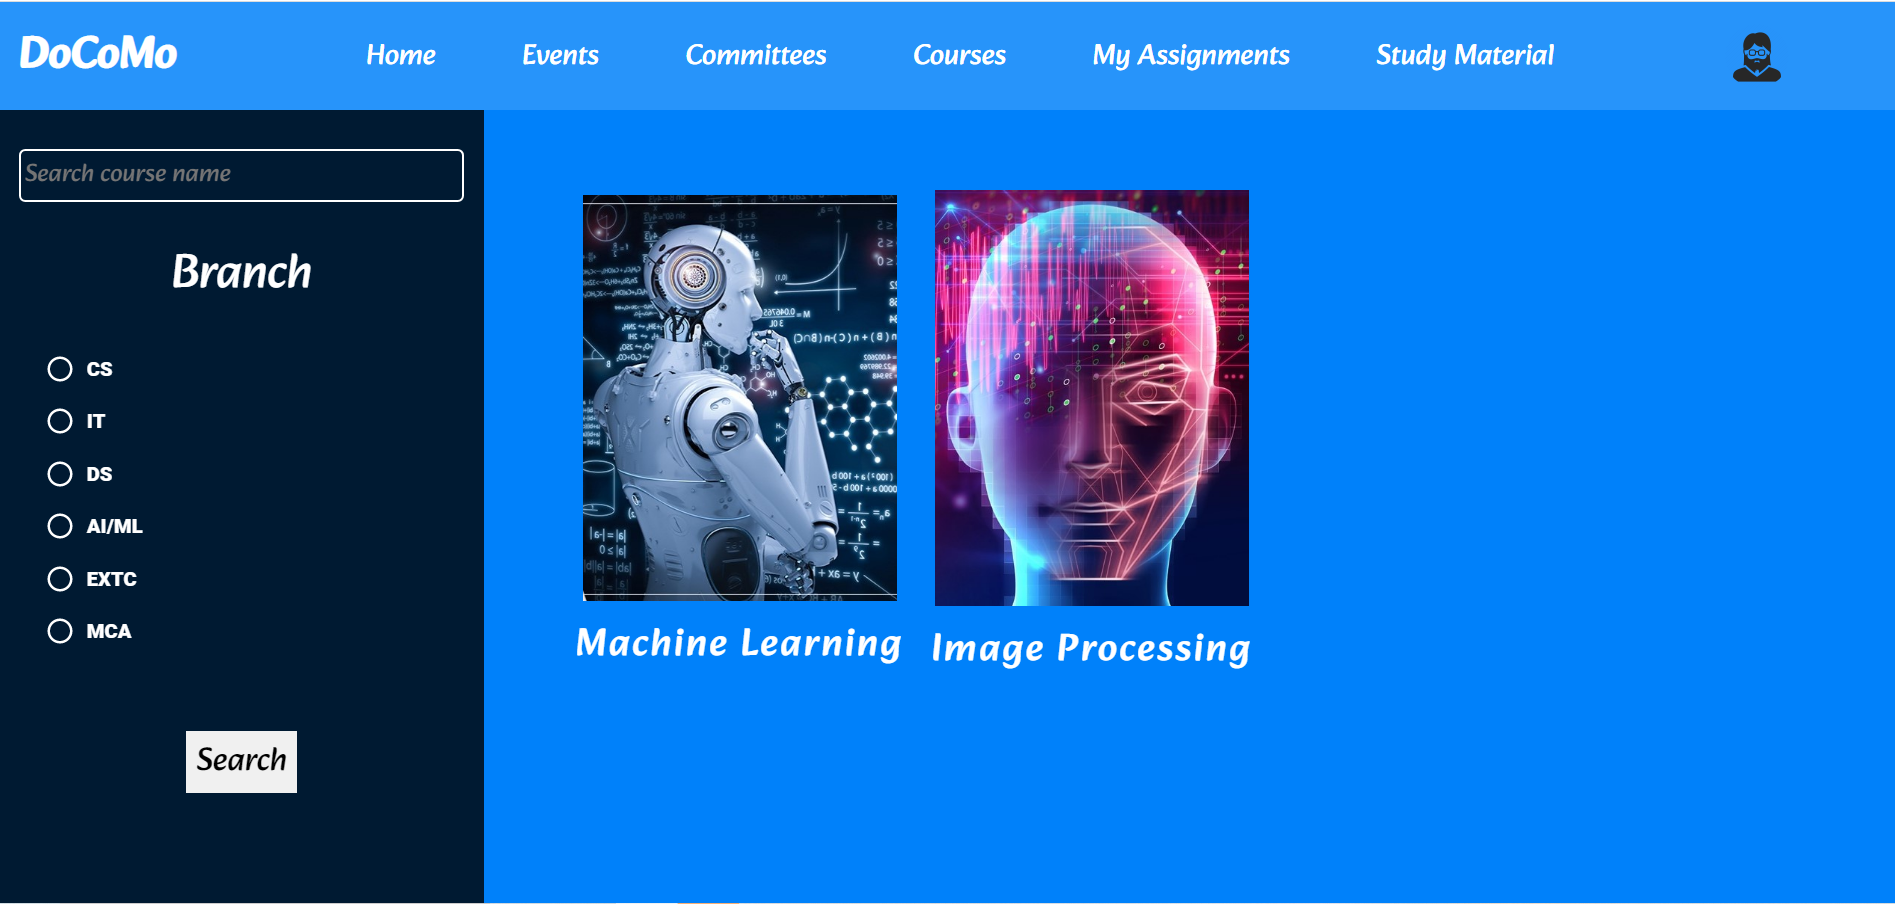 DoCoMo Home Events Committees Courses My Assignments Study Material
Search course name
Branch
CS
IT
DS
AI/ML
EXTC
MCA
Search
Machine Learning
Image Processing